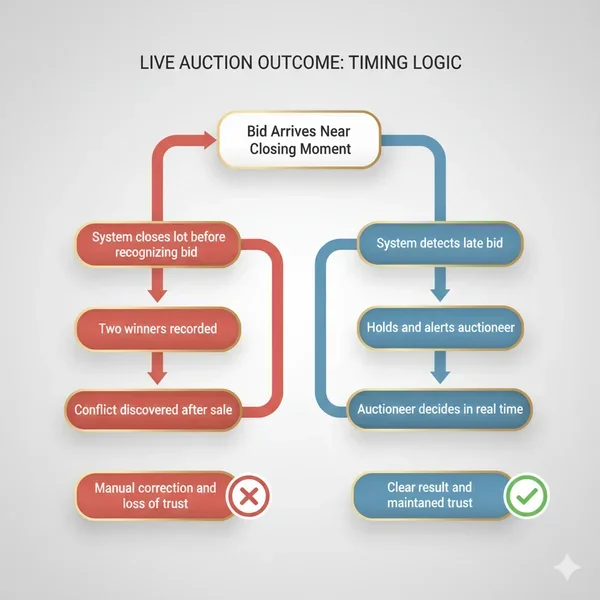 LIVE AUCTION OUTCOME: TIMING LOGIC
Bid Arrives Near
Closing Moment
System closes lot before
recognizing bid
Two winners recorded
Conflict discovered after sale
Manual correction and
loss of trust
System detects late bid
Holds and alerts auctioneer
Auctioneer decides in real time
Clear result and
maintaned trust